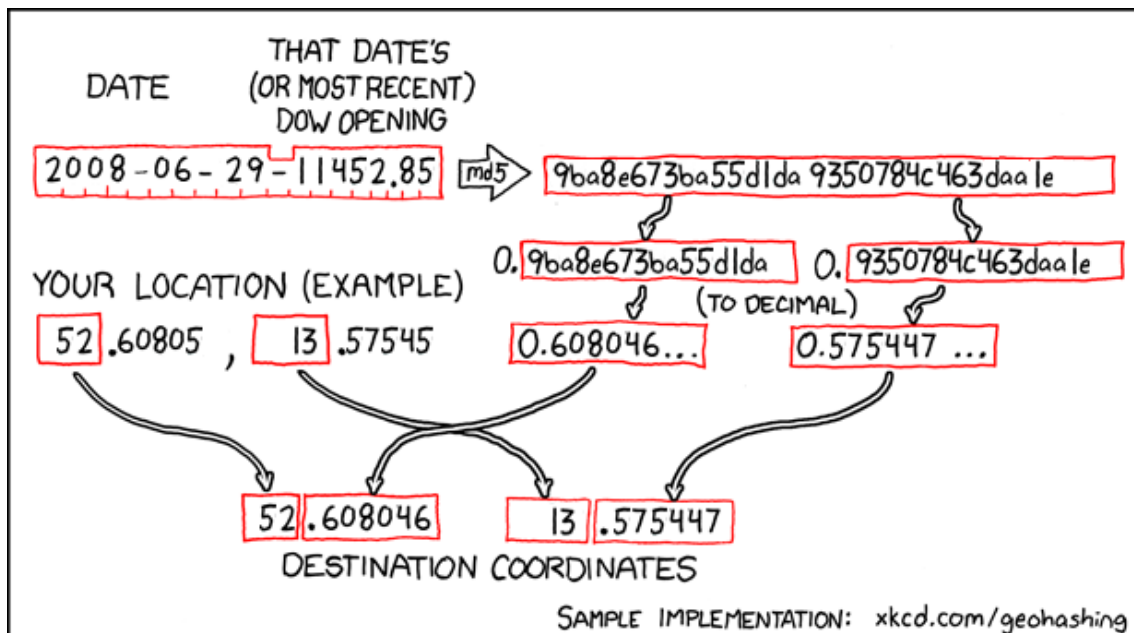 DATE
THAT DATE'S
(OR MOST RECENT)
DOW OPENING
2008-06-29-11452.85
md5
9ba8e673ba55d1da 9350784c463daa1e
0.9ba8e673ba55d1da
0.9350784c463daa1e
(TO DECIMAL)
0.608046...
0.575447 ...
YOUR LOCATION (EXAMPLE)
52.60805 , 13.57545
52.608046
13.575447
DESTINATION COORDINATES
SAMPLE IMPLEMENTATION: xkcd.com/geohashing